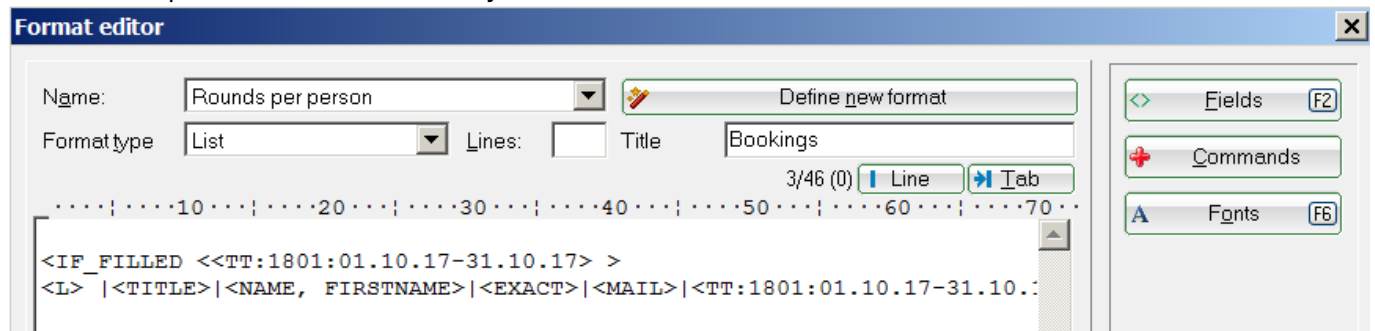 Format editor
Name: Rounds per person Define new format <> Fields F2
Format type List Lines: Title Bookings Commands
3/46 (0) Line Tab
····¦····10····¦····20····¦····30····¦····40····¦····50····¦····60····¦····70·· A Fonts F6
<IF_FILLED <<TT:1801:01.10.17-31.10.17> >
<L> |<TITLE>|<NAME, FIRSTNAME>|<EXACT>|<MAIL>|<TT:1801:01.10.17-31.10.